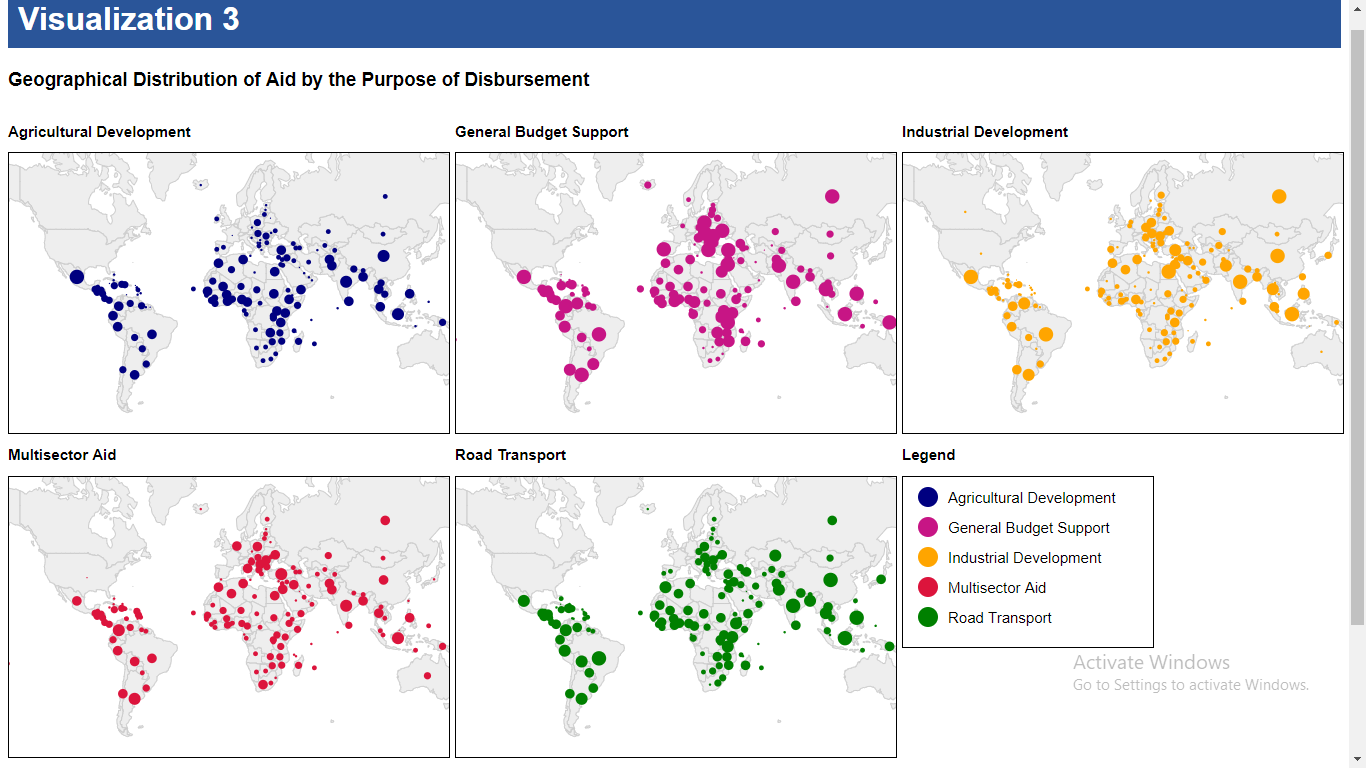 Visualization 3
Geographical Distribution of Aid by the Purpose of Disbursement
Agricultural Development
General Budget Support
Industrial Development
Multisector Aid
Road Transport
Legend
Agricultural Development
General Budget Support
Industrial Development
Multisector Aid
Road Transport
Activate Windows
Go to Settings to activate Windows.